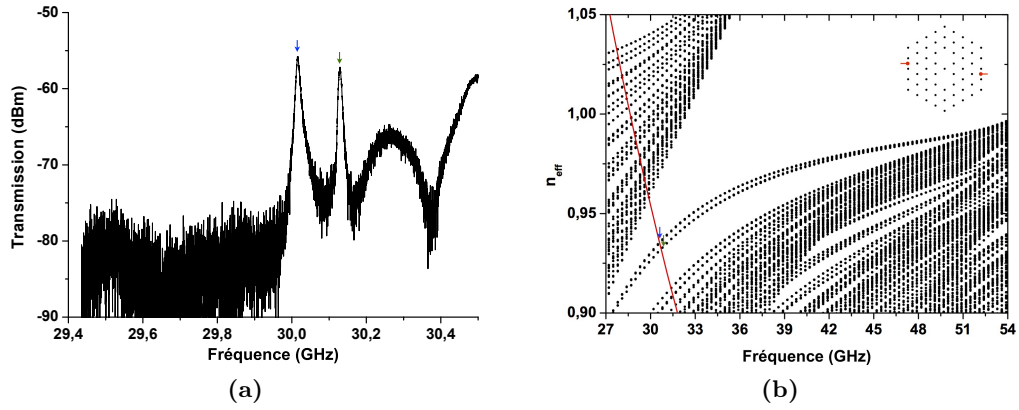 -50
-60
-70
-80
-90
Transmission (dBm)
29,4 29,6 29,8 30,0 30,2 30,4
Fréquence (GHz)
(a)
1,05
1,00
0,95
0,90
n_eff
27 30 33 36 39 42 45 48 51 54
Fréquence (GHz)
(b)